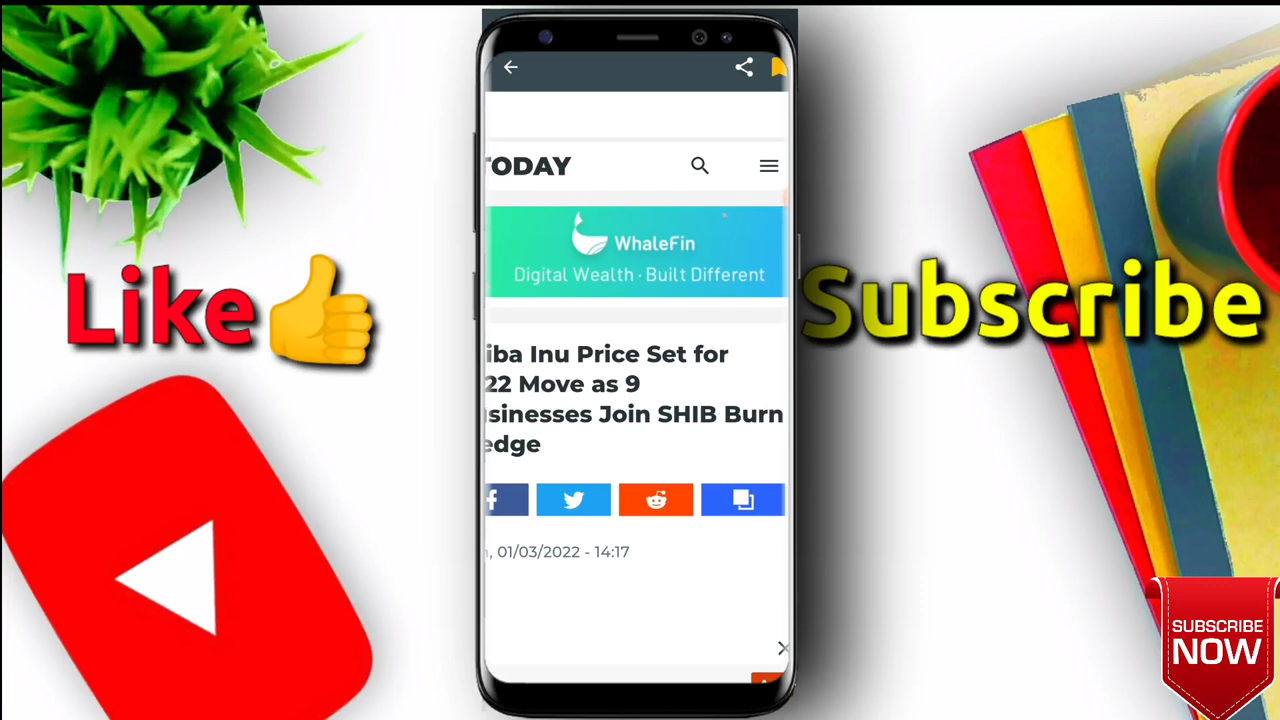 TODAY
WhaleFin
Digital Wealth · Built Different
Like
Subscribe
iba Inu Price Set for
22 Move as 9
sinesses Join SHIB Burn
edge
, 01/03/2022 - 14:17
SUBSCRIBE
NOW